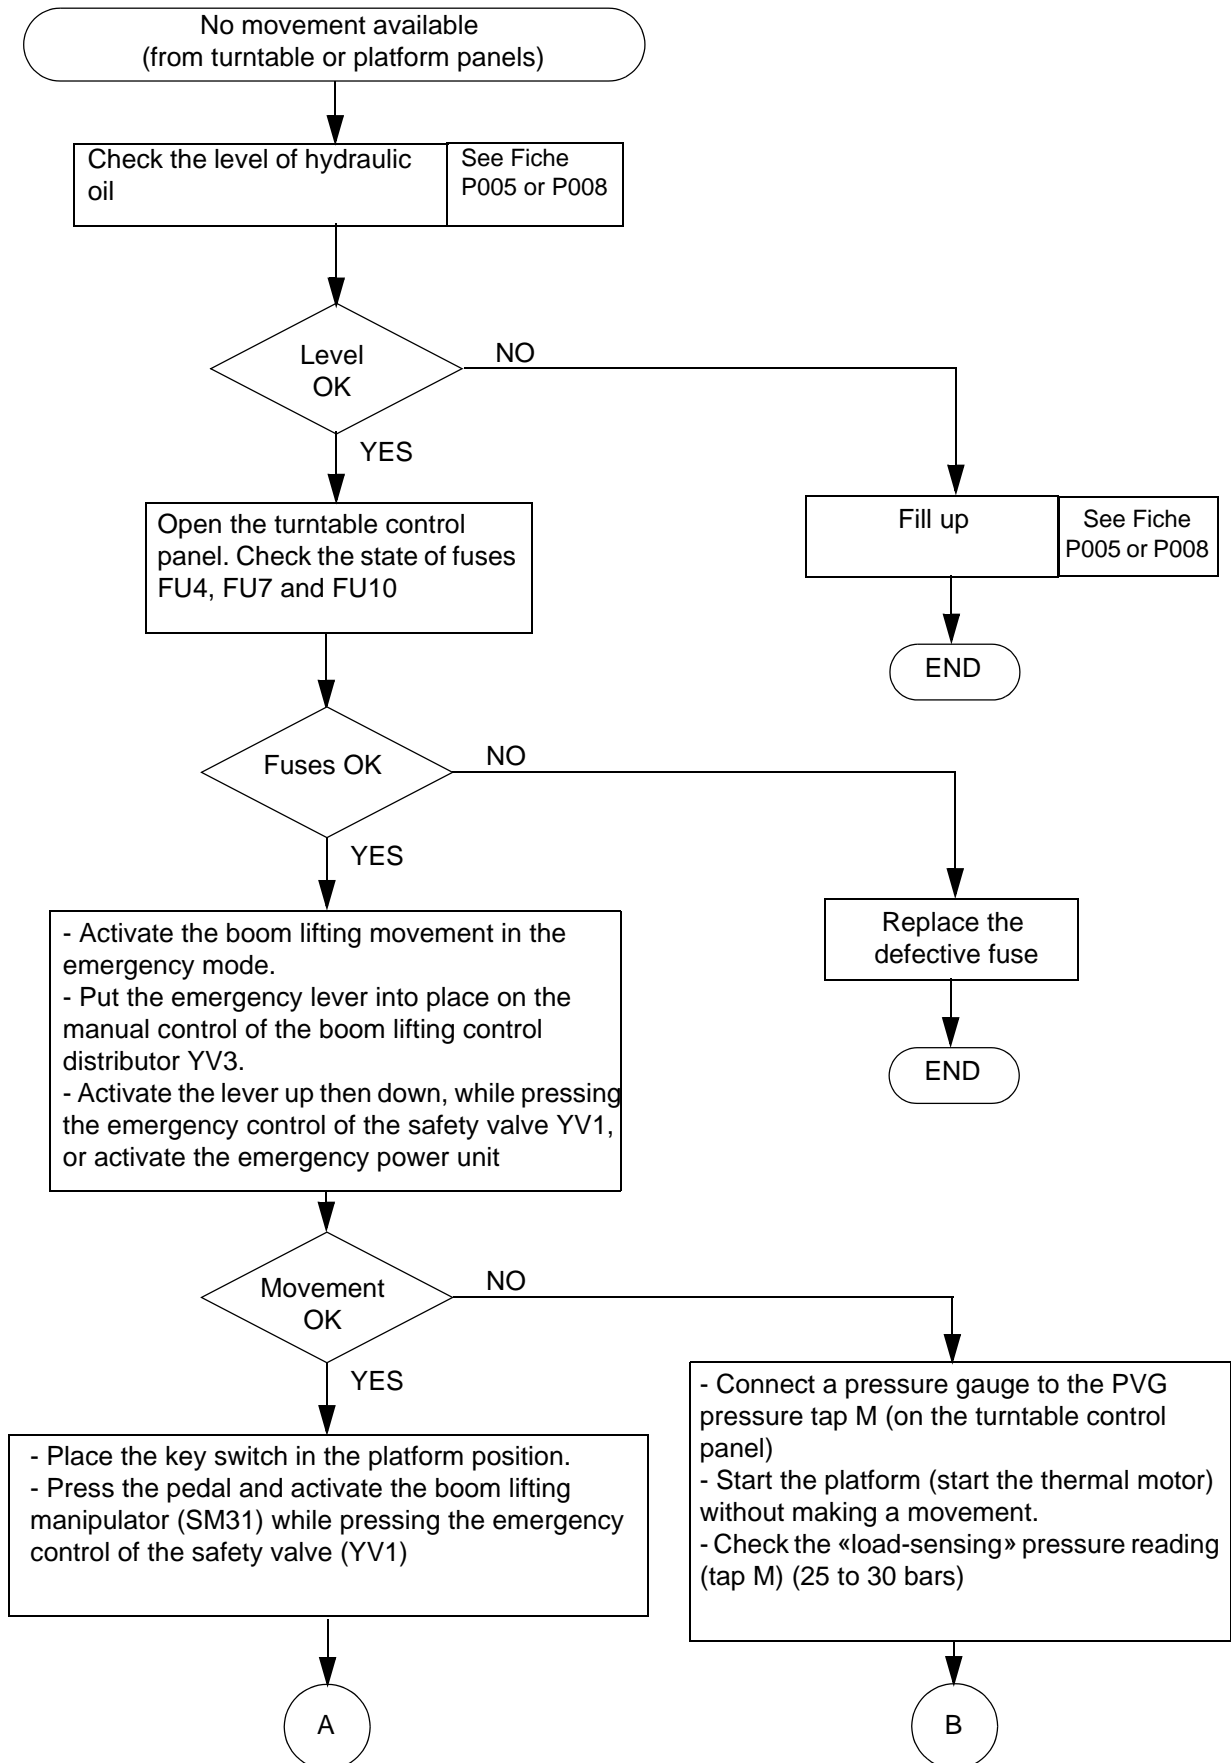 No movement available
(from turntable or platform panels)
Check the level of hydraulic
oil
See Fiche
P005 or P008
Level
OK
NO
YES
Open the turntable control
panel. Check the state of fuses
FU4, FU7 and FU10
Fill up
See Fiche
P005 or P008
END
Fuses OK
NO
YES
- Activate the boom lifting movement in the
emergency mode.
- Put the emergency lever into place on the
manual control of the boom lifting control
distributor YV3.
- Activate the lever up then down, while pressing
the emergency control of the safety valve YV1,
or activate the emergency power unit
Replace the
defective fuse
END
Movement
OK
NO
YES
- Place the key switch in the platform position.
- Press the pedal and activate the boom lifting
manipulator (SM31) while pressing the emergency
control of the safety valve (YV1)
- Connect a pressure gauge to the PVG
pressure tap M (on the turntable control
panel)
- Start the platform (start the thermal motor)
without making a movement.
- Check the «load-sensing» pressure reading
(tap M) (25 to 30 bars)
A
B